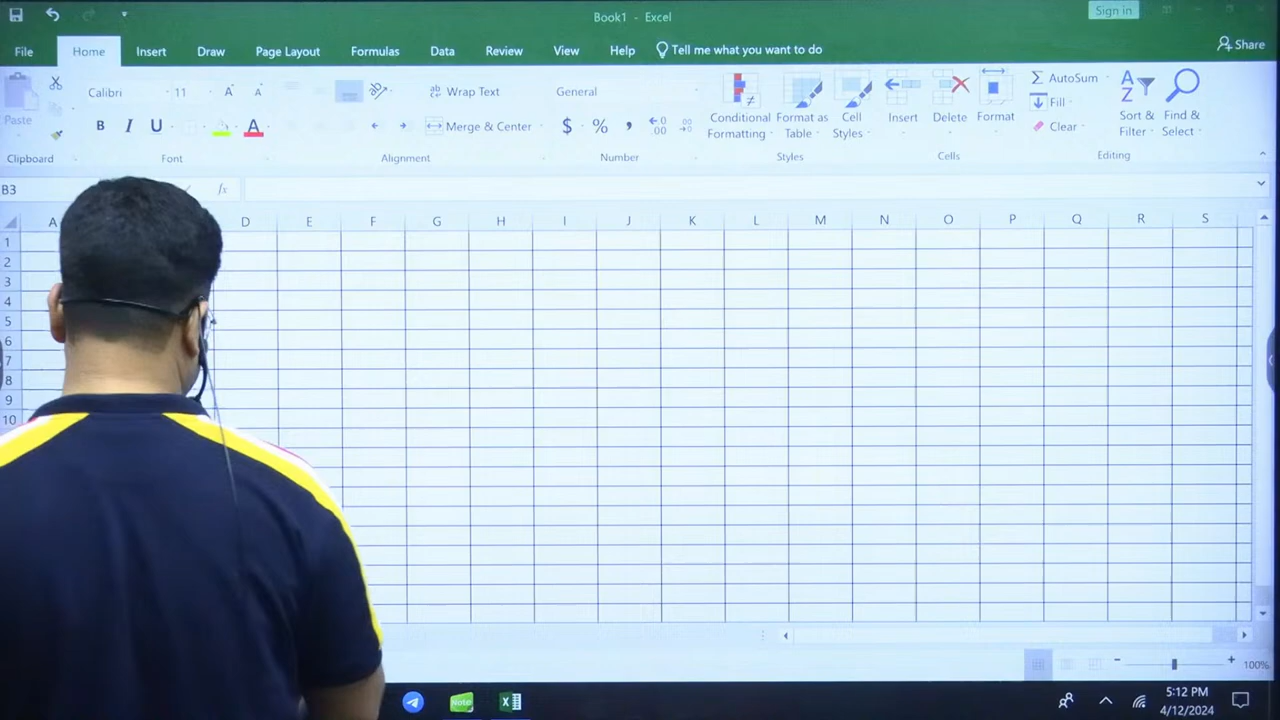 Book1 - Excel
Sign in
File Home Insert Draw Page Layout Formulas Data Review View Help Tell me what you want to do
Share
Paste
Clipboard
Calibri 11 A A
B I U A
Font
Wrap Text
Merge & Center
Alignment
General
$ % , .00 .00
Number
Conditional Formatting
Format as Table
Cell Styles
Styles
Insert Delete Format
Cells
AutoSum
Fill
Clear
Sort & Filter
Find & Select
Editing
B3 fx
A D E F G H I J K L M N O P Q R S
1
2
3
4
5
6
7
8
9
10
100%
Note
5:12 PM
4/12/2024